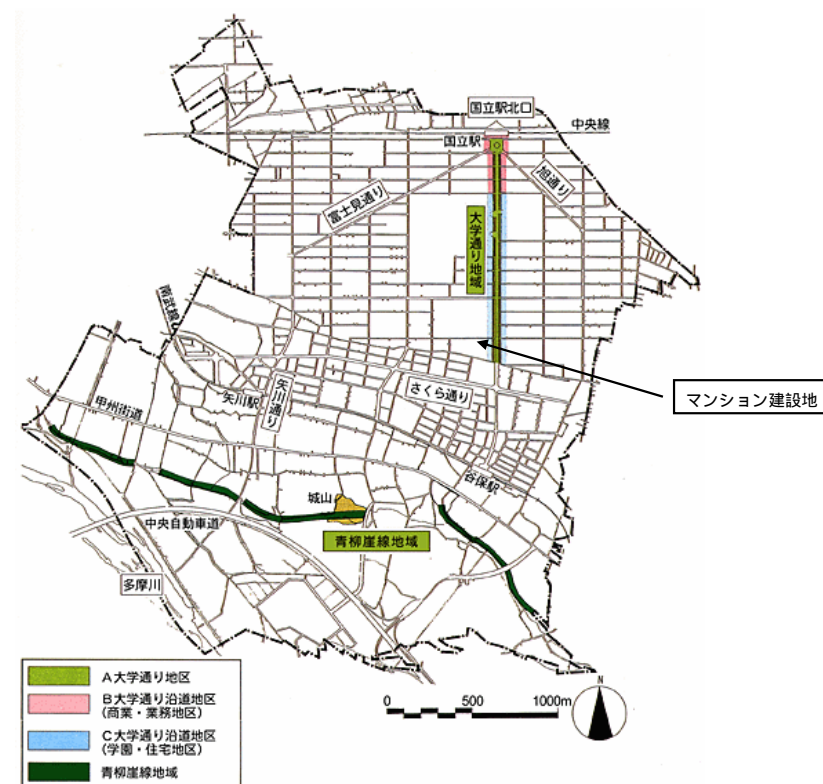 国立駅北口
中央線
国立駅
旭通り
富士見通り
大学通り地域
南武線
さくら通り
矢川通り
矢川駅
マンション建設地
甲州街道
谷保駅
城山
中央自動車道
青柳崖線地域
多摩川
A大学通り地区
B大学通り沿道地区
(商業・業務地区)
C大学通り沿道地区
(学園・住宅地区)
青柳崖線地域
0 500 1000m
N